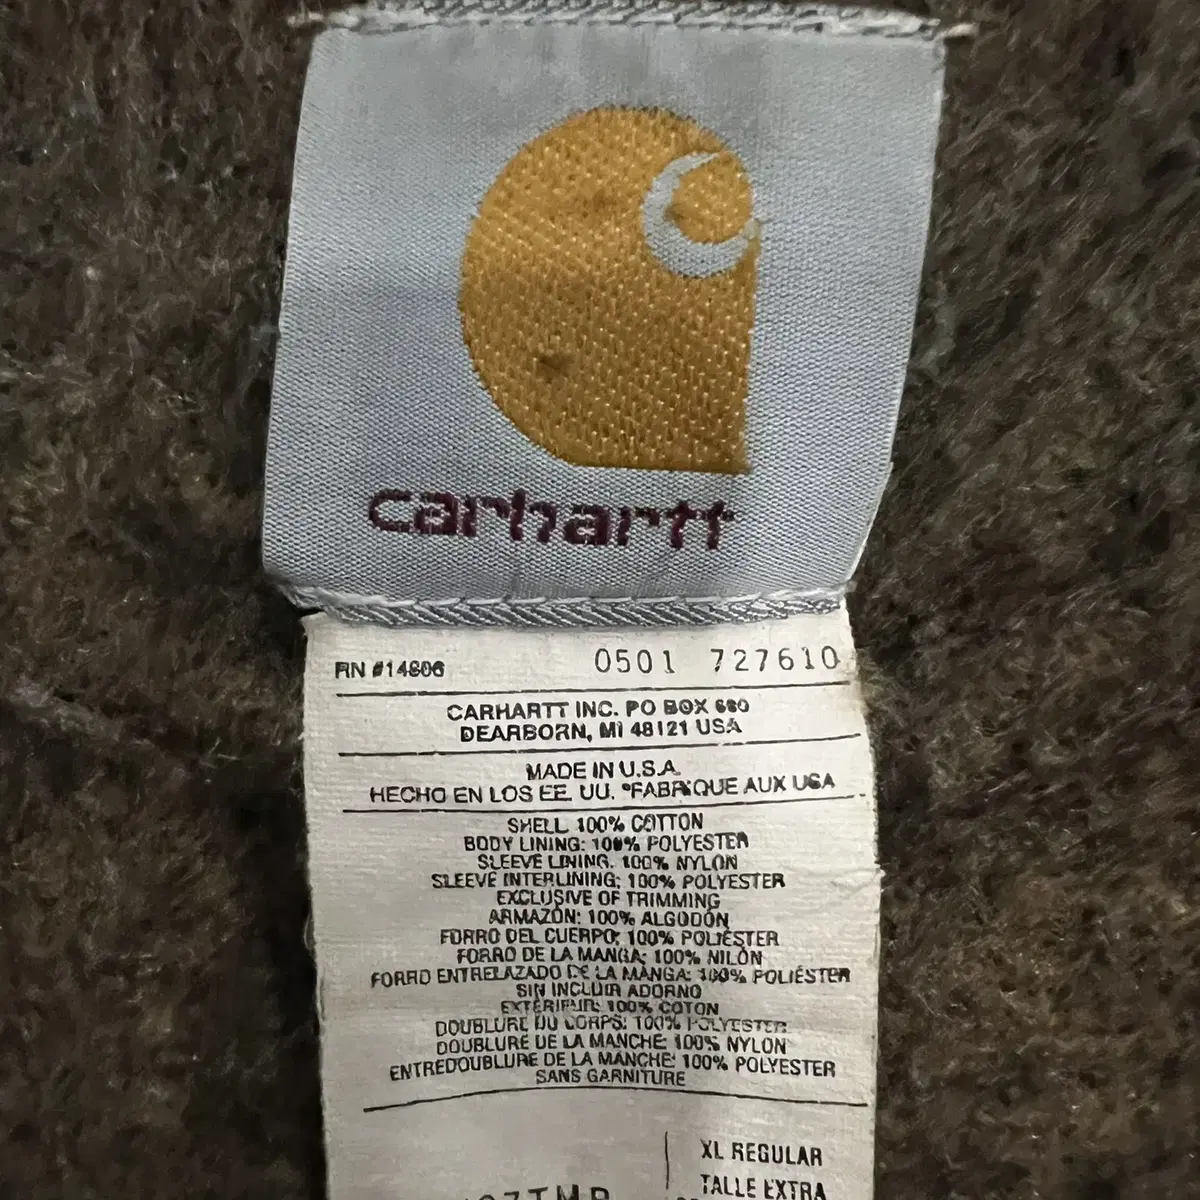 carhartt
RN #14806 0501 727610
CARHARTT INC. PO BOX 680
DEARBORN, MI 48121 USA
MADE IN U.S.A.
HECHO EN LOS EE. UU. *FABRIQUE AUX USA
SHELL 100% COTTON
BODY LINING: 100% POLYESTER
SLEEVE LINING. 100% NYLON
SLEEVE INTERLINING: 100% POLYESTER
EXCLUSIVE OF TRIMMING
ARMAZÓN: 100% ALGODÓN
FORRO DEL CUERPO: 100% POLIÉSTER
FORRO DE LA MANGA: 100% NILÓN
FORRO ENTRELAZADO DE LA MANGA: 100% POLIÉSTER
SIN INCLUIR ADORNO
EXTÉRIEUR: 100% COTON
DOUBLURE DU CORPS: 100% POLYESTER
DOUBLURE DE LA MANCHE: 100% NYLON
ENTREDOUBLURE DE LA MANCHE: 100% POLYESTER
SANS GARNITURE
XL REGULAR
TALLE EXTRA